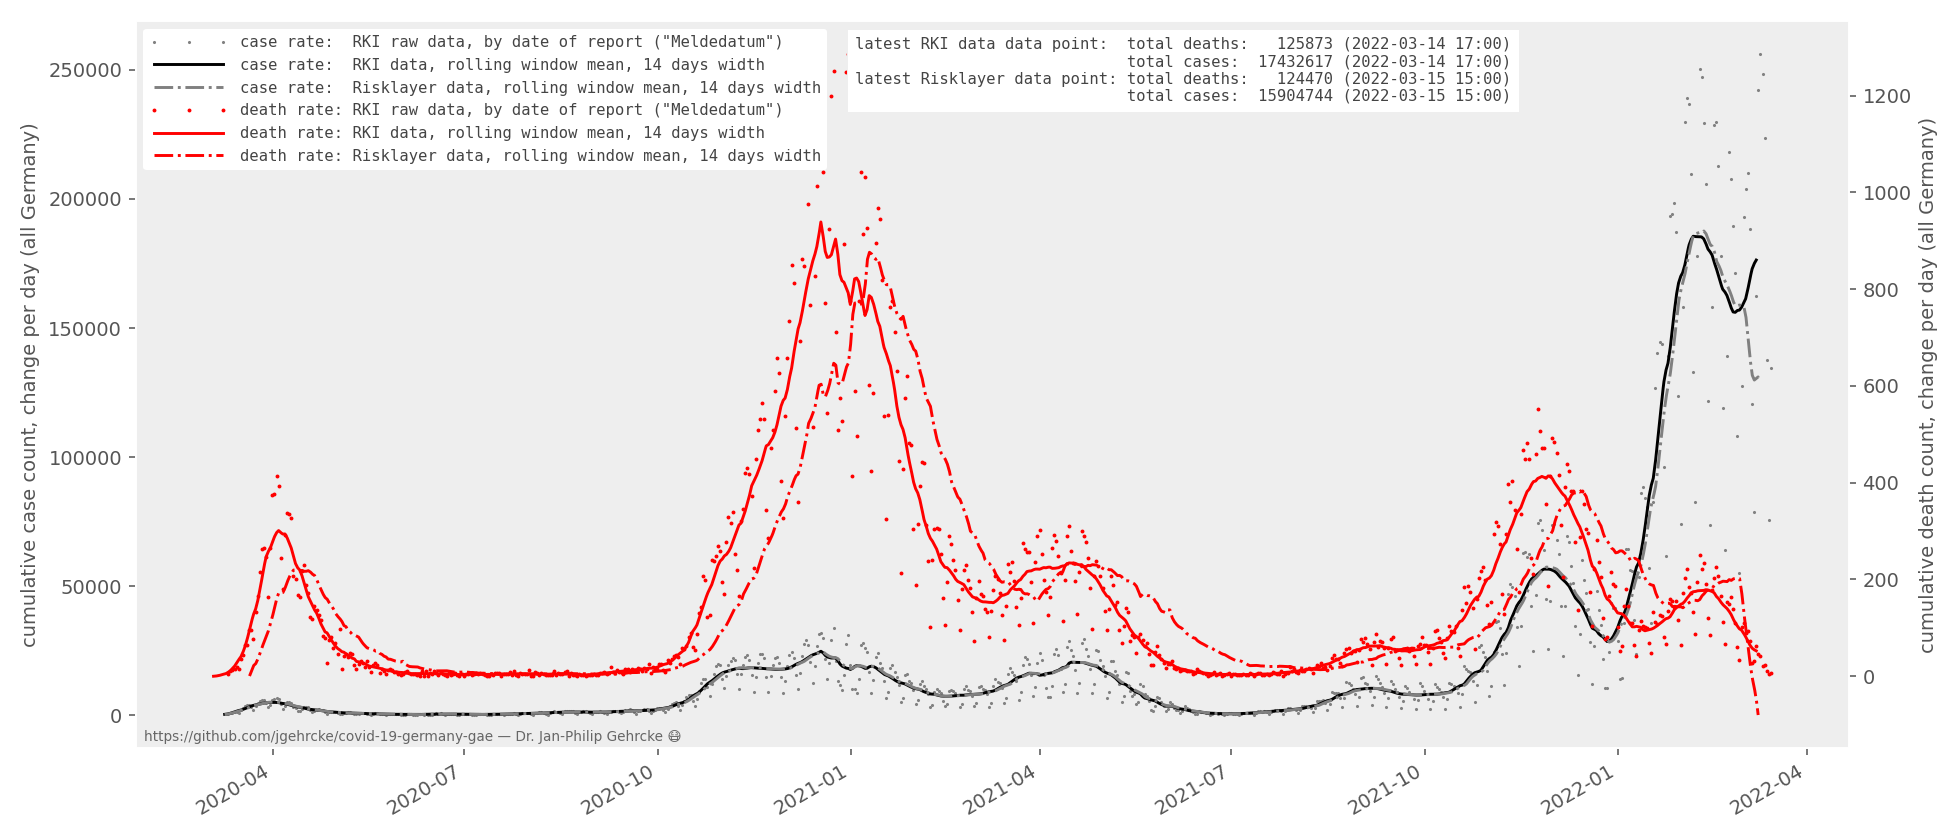 case rate:  RKI raw data, by date of report ("Meldedatum")
case rate:  RKI data, rolling window mean, 14 days width
case rate:  Risklayer data, rolling window mean, 14 days width
death rate: RKI raw data, by date of report ("Meldedatum")
death rate: RKI data, rolling window mean, 14 days width
death rate: Risklayer data, rolling window mean, 14 days width
latest RKI data data point:  total deaths:   125873 (2022-03-14 17:00)
total cases:  17432617 (2022-03-14 17:00)
latest Risklayer data point: total deaths:   124470 (2022-03-15 15:00)
total cases:  15904744 (2022-03-15 15:00)
cumulative case count, change per day (all Germany)
250000
200000
150000
100000
50000
0
1200
1000
800
600
400
200
0
cumulative death count, change per day (all Germany)
https://github.com/jgehrcke/covid-19-germany-gae — Dr. Jan-Philip Gehrcke 😷
2020-04
2020-07
2020-10
2021-01
2021-04
2021-07
2021-10
2022-01
2022-04